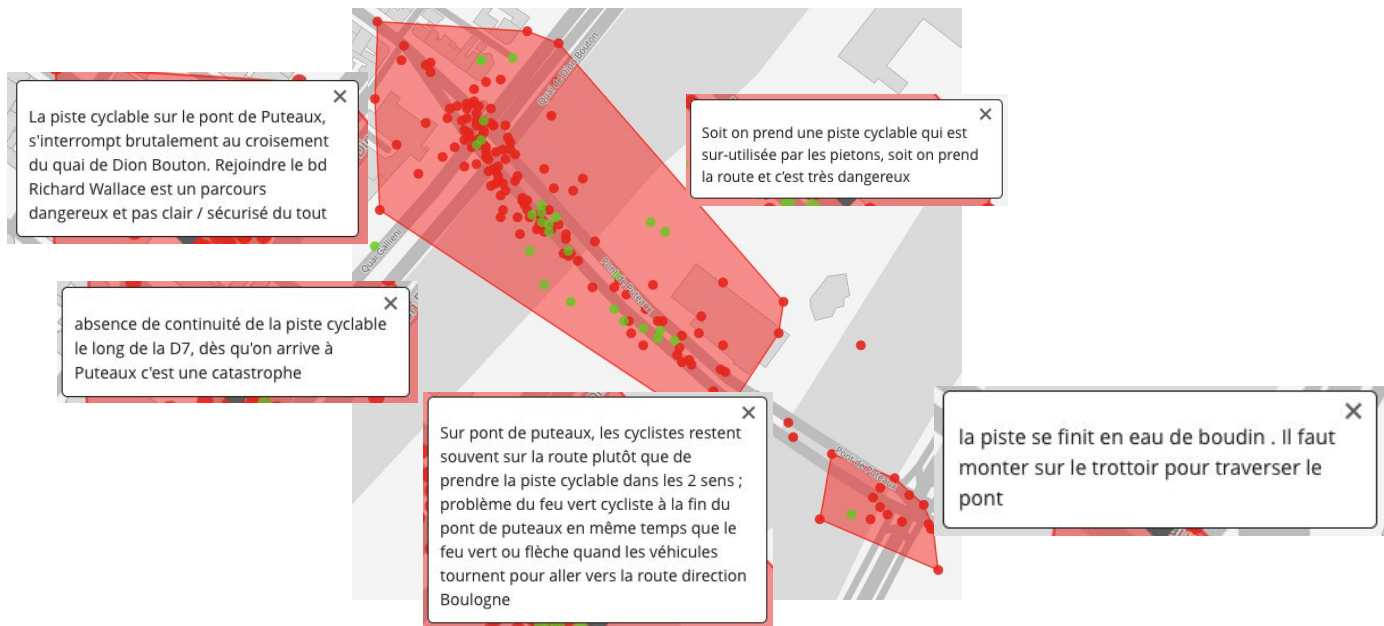 Quai de Dion Bouton
La piste cyclable sur le pont de Puteaux,
s'interrompt brutalement au croisement
du quai de Dion Bouton. Rejoindre le bd
Richard Wallace est un parcours
dangereux et pas clair / sécurisé du tout
Soit on prend une piste cyclable qui est
sur-utilisée par les pietons, soit on prend
la route et c'est très dangereux
Quai Gallieni
Pont de Puteaux
absence de continuité de la piste cyclable
le long de la D7, dès qu'on arrive à
Puteaux c'est une catastrophe
Sur pont de puteaux, les cyclistes restent
souvent sur la route plutôt que de
prendre la piste cyclable dans les 2 sens ;
problème du feu vert cycliste à la fin du
pont de puteaux en même temps que le
feu vert ou flèche quand les véhicules
tournent pour aller vers la route direction
Boulogne
Pont de Puteaux
la piste se finit en eau de boudin . Il faut
monter sur le trottoir pour traverser le
pont